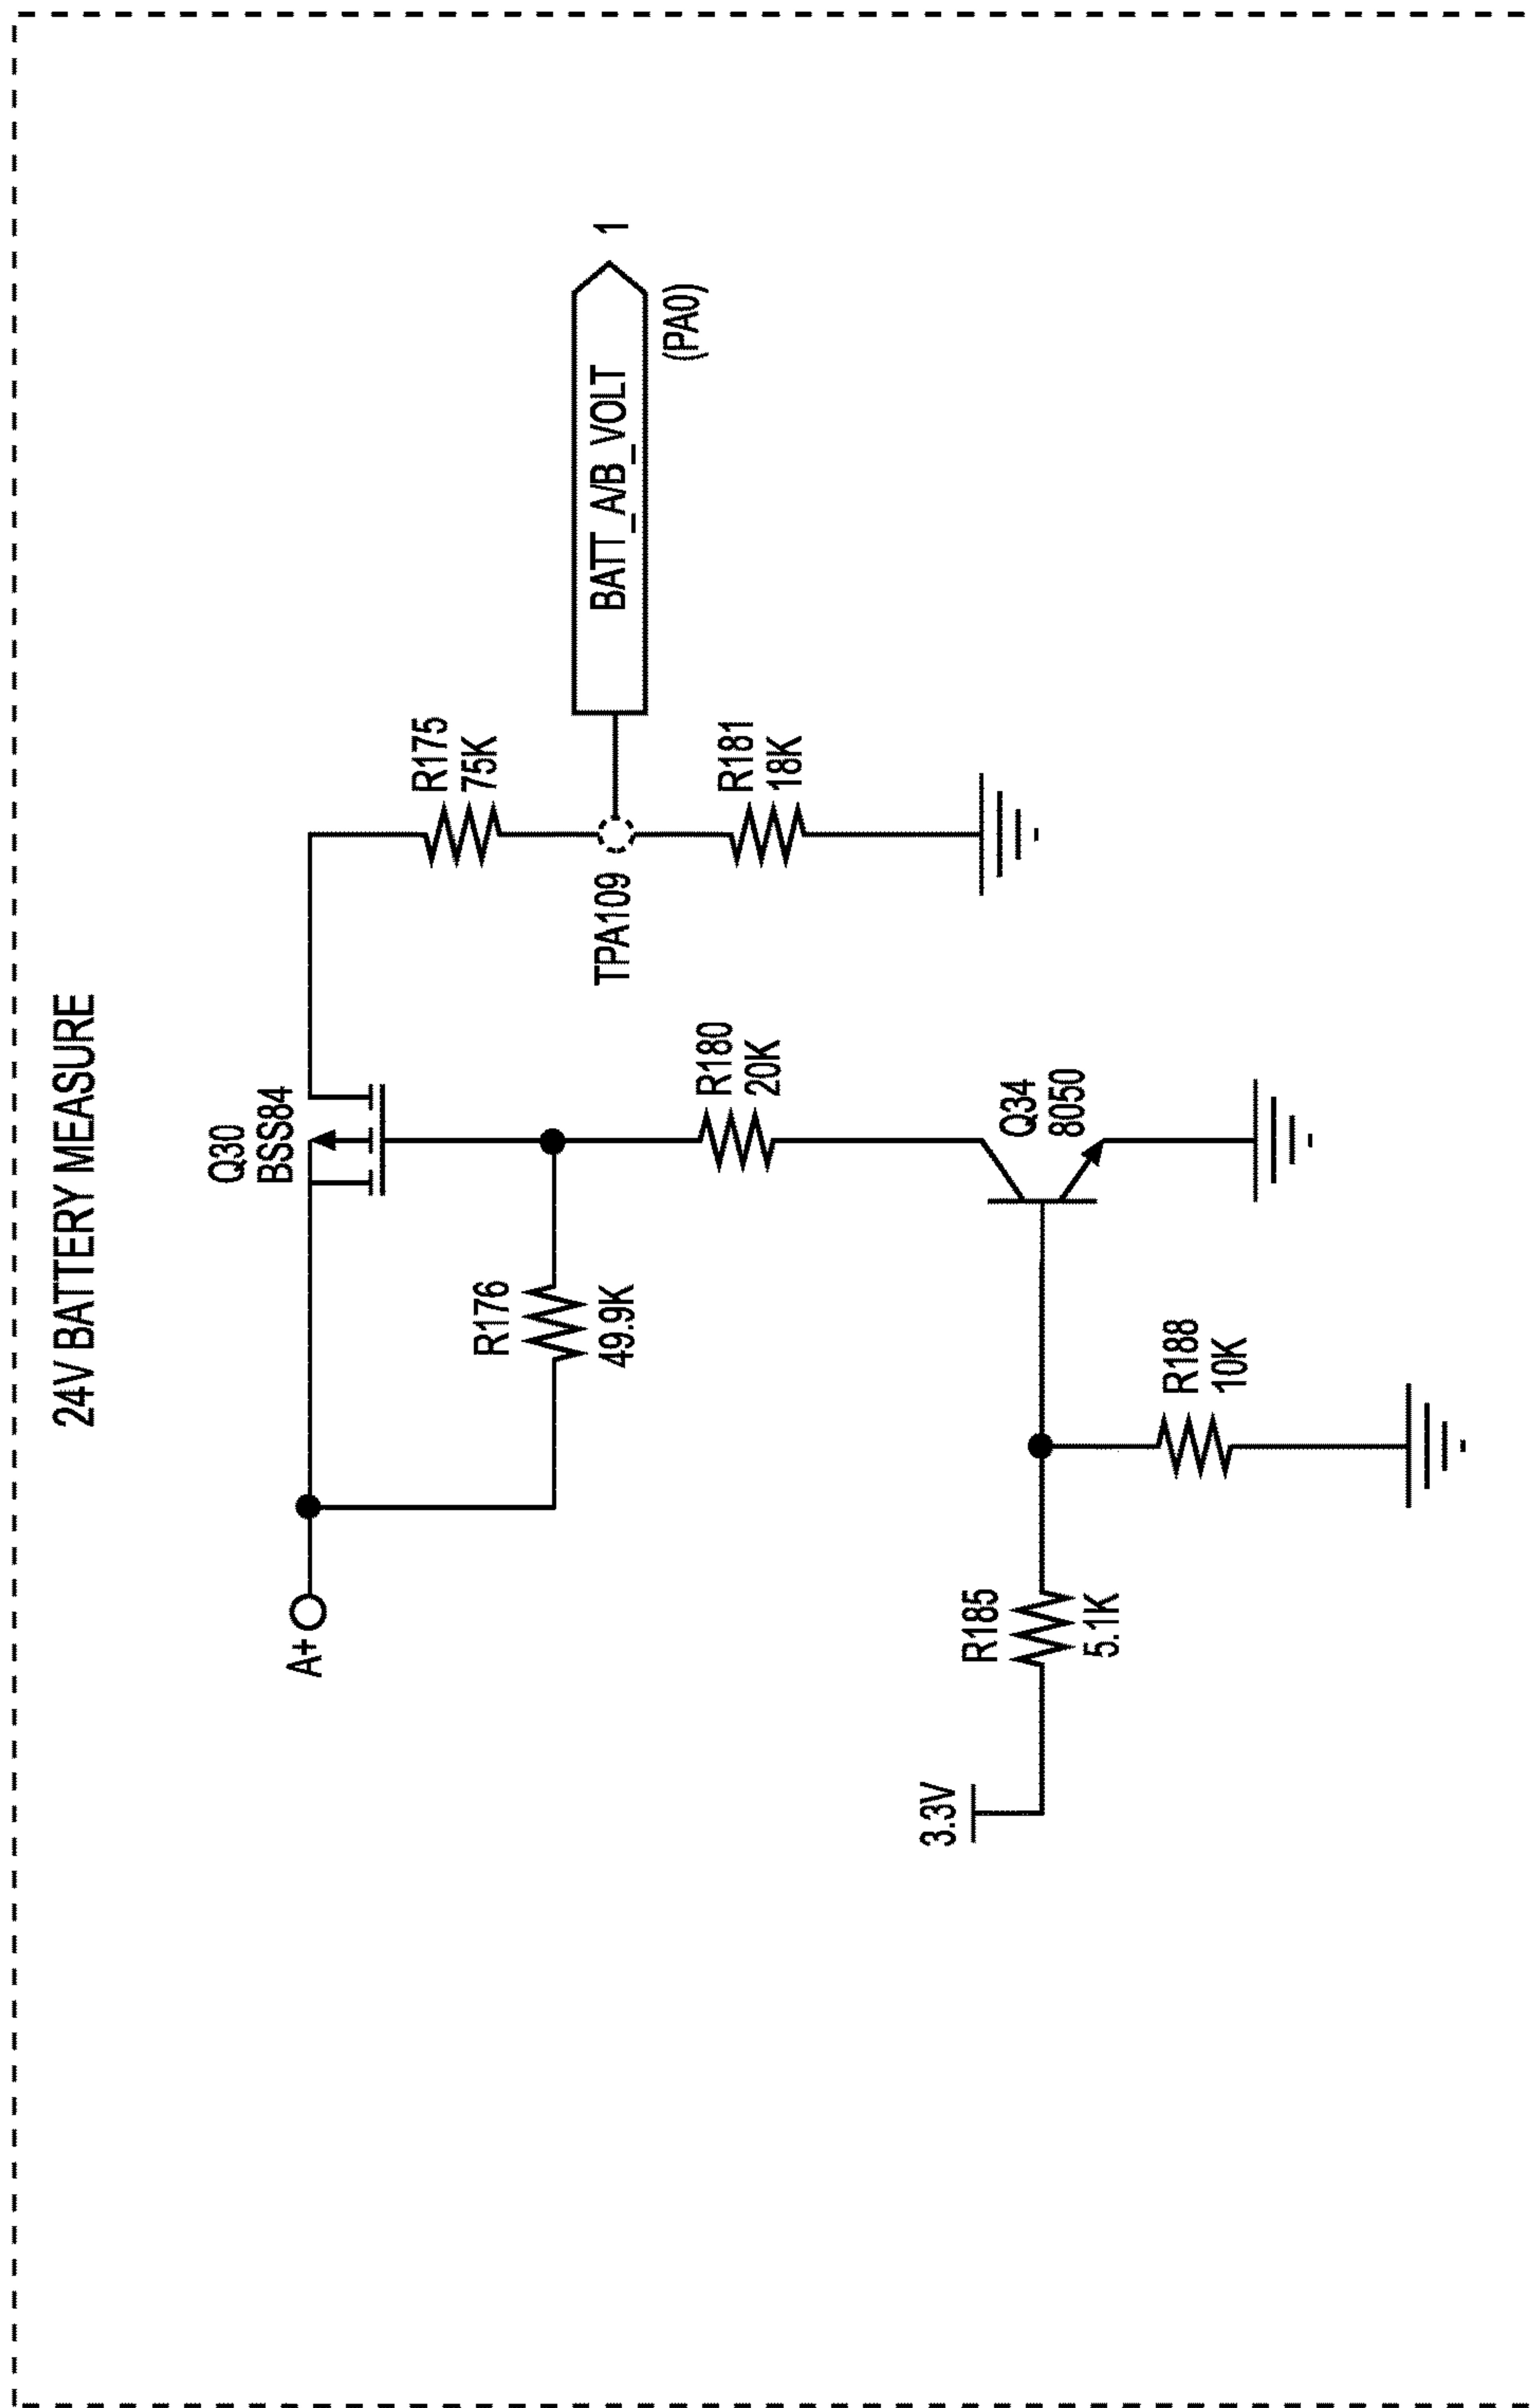 24V BATTERY MEASURE
Q30
BSS84
A+
R176
49.9K
R175
75K
BATT_A/B_VOLT
1
(PA0)
TPA109
R180
20K
R181
18K
3.3V
R185
5.1K
Q34
8050
R188
10K